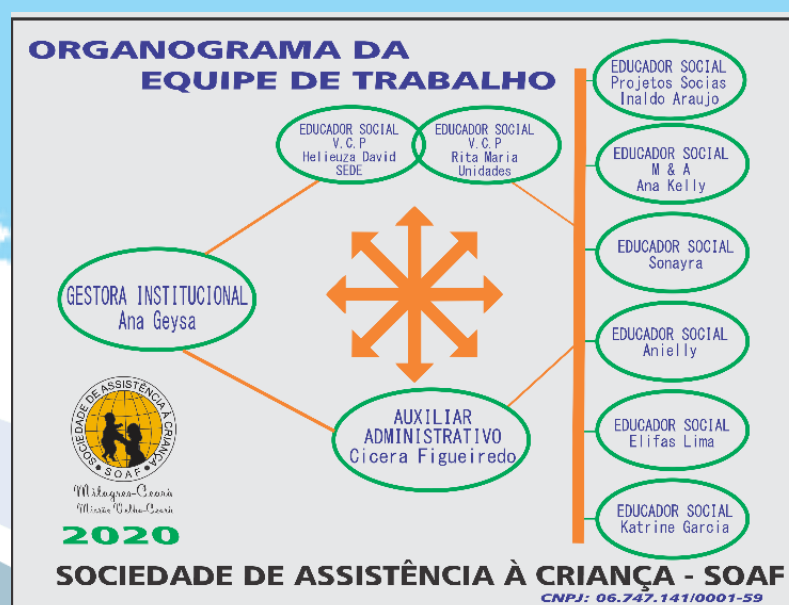 ORGANOGRAMA DA
EQUIPE DE TRABALHO
EDUCADOR SOCIAL
V.C.P
Helieuza David
SEDE
EDUCADOR SOCIAL
V.C.P
Rita Maria
Unidades
EDUCADOR SOCIAL
Projetos Socias
Inaldo Araujo
EDUCADOR SOCIAL
M & A
Ana Kelly
EDUCADOR SOCIAL
Sonayra
EDUCADOR SOCIAL
Anielly
EDUCADOR SOCIAL
Elifas Lima
EDUCADOR SOCIAL
Katrine Garcia
GESTORA INSTITUCIONAL
Ana Geysa
AUXILIAR
ADMINISTRATIVO
Cicera Figueiredo
SOCIEDADE DE ASSISTÊNCIA À CRIANÇA
SOAF
Milagres-Ceará
Missão Velha-Ceará
2020
SOCIEDADE DE ASSISTÊNCIA À CRIANÇA - SOAF
CNPJ: 06.747.141/0001-59